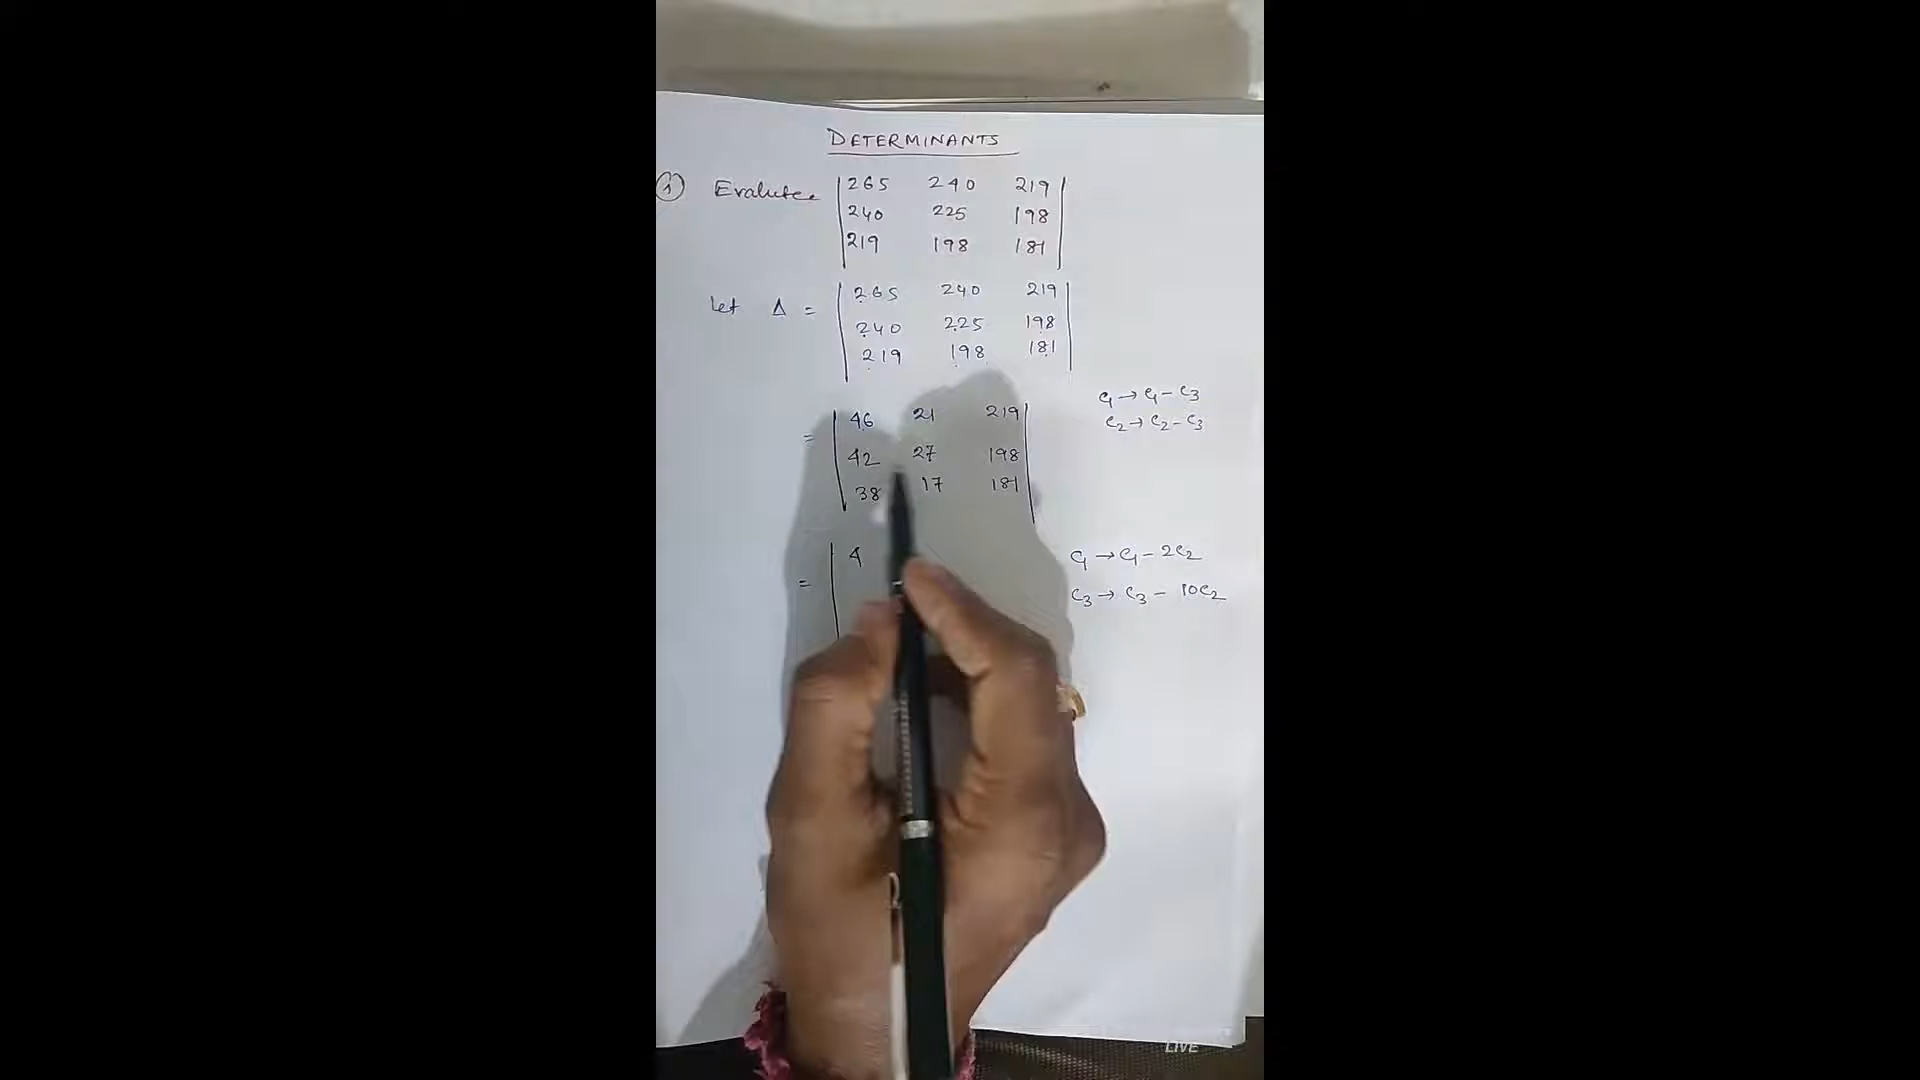 DETERMINANTS
① Evalute 265 240 219
240 225 198
219 198 181
Let Δ = 265 240 219
240 225 198
219 198 181
= 46 21 219 C₁ → C₁ - C₃
42 27 198 C₂ → C₂ - C₃
38 17 181
= 4 C₁ → C₁ - 2C₂
C₃ → C₃ - 10C₂
LIVE